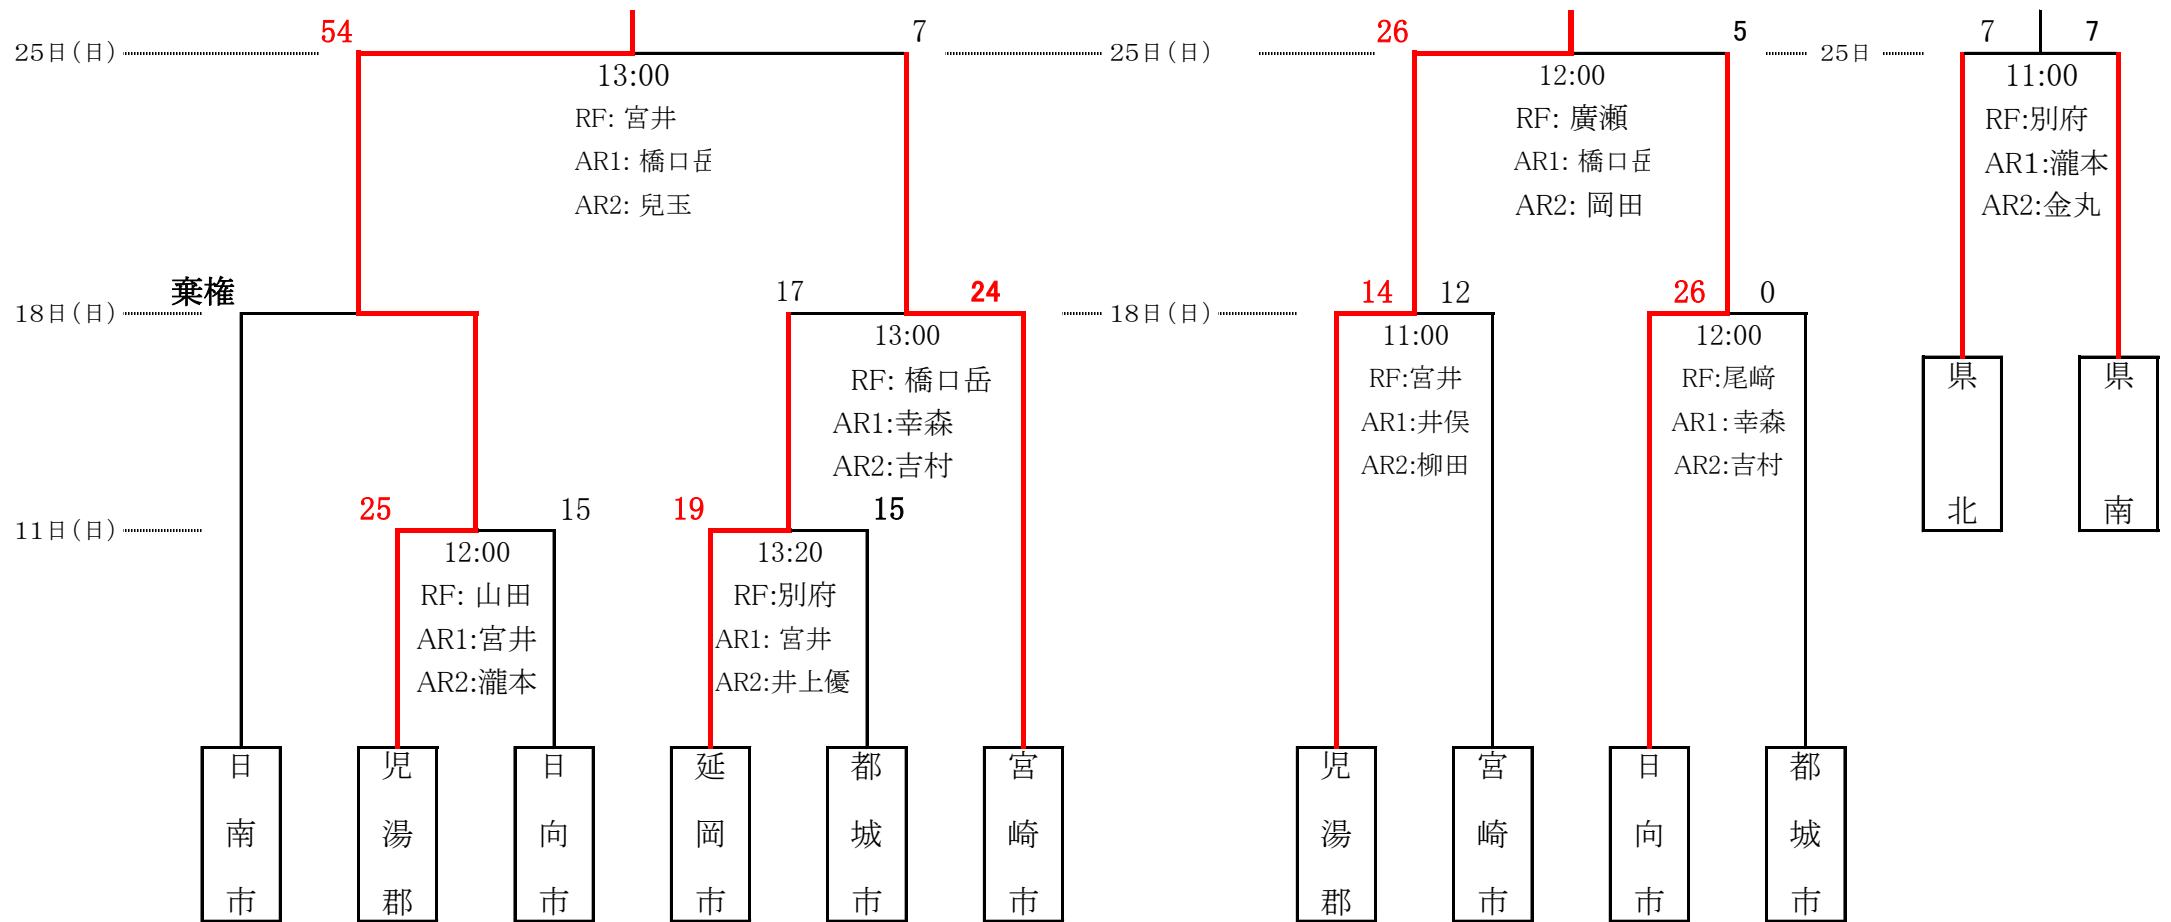 54
7
26
5
7
7
25日(日)
25日(日)
25日
13:00
12:00
11:00
RF: 宮井
AR1: 橋口岳
AR2: 兒玉
RF: 廣瀬
AR1: 橋口岳
AR2: 岡田
RF:別府
AR1:瀧本
AR2:金丸
棄権
17
24
14
12
26
0
18日(日)
18日(日)
13:00
11:00
12:00
RF: 橋口岳
AR1:幸森
AR2:吉村
RF:宮井
AR1:井俣
AR2:柳田
RF:尾﨑
AR1:幸森
AR2:吉村
県北
県南
25
15
19
15
11日(日)
12:00
13:20
RF: 山田
AR1:宮井
AR2:瀧本
RF:別府
AR1: 宮井
AR2:井上優
日南市
児湯郡
日向市
延岡市
都城市
宮崎市
児湯郡
宮崎市
日向市
都城市